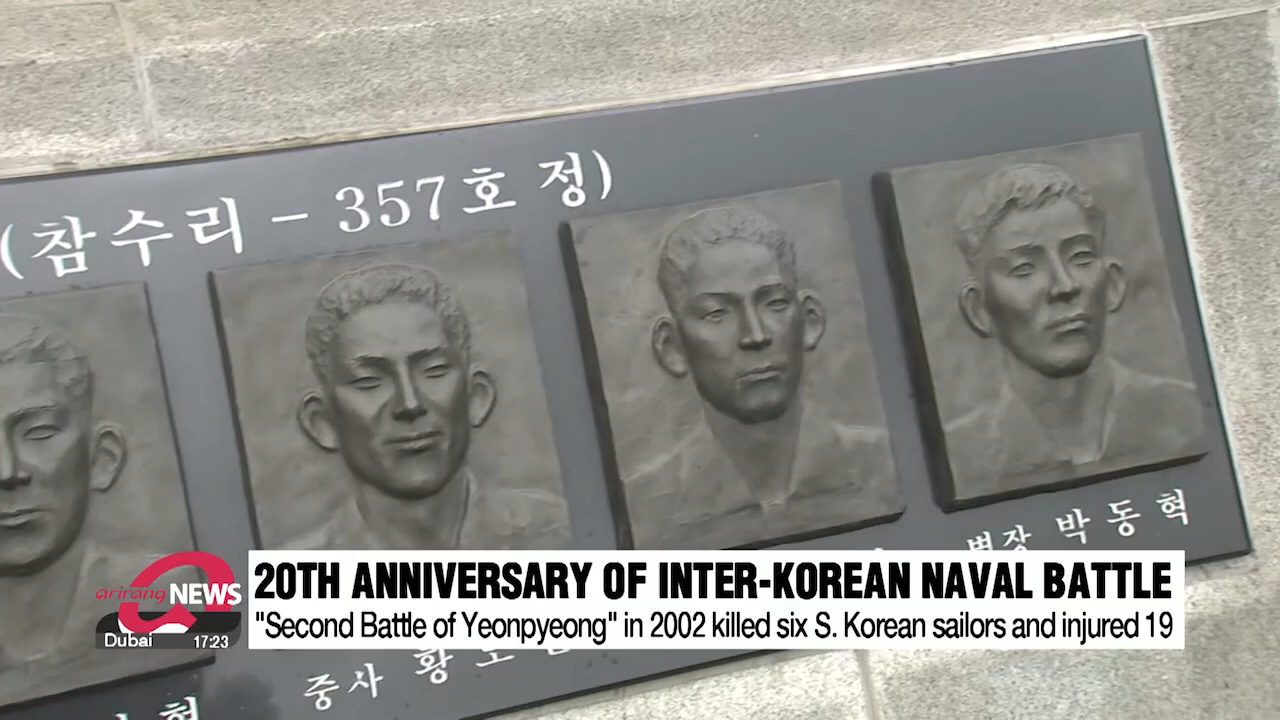 (참수리 - 357호 정)
병장 박동혁
arirang NEWS
20TH ANNIVERSARY OF INTER-KOREAN NAVAL BATTLE
"Second Battle of Yeonpyeong" in 2002 killed six S. Korean sailors and injured 19
Dubai 17:23
중사 황